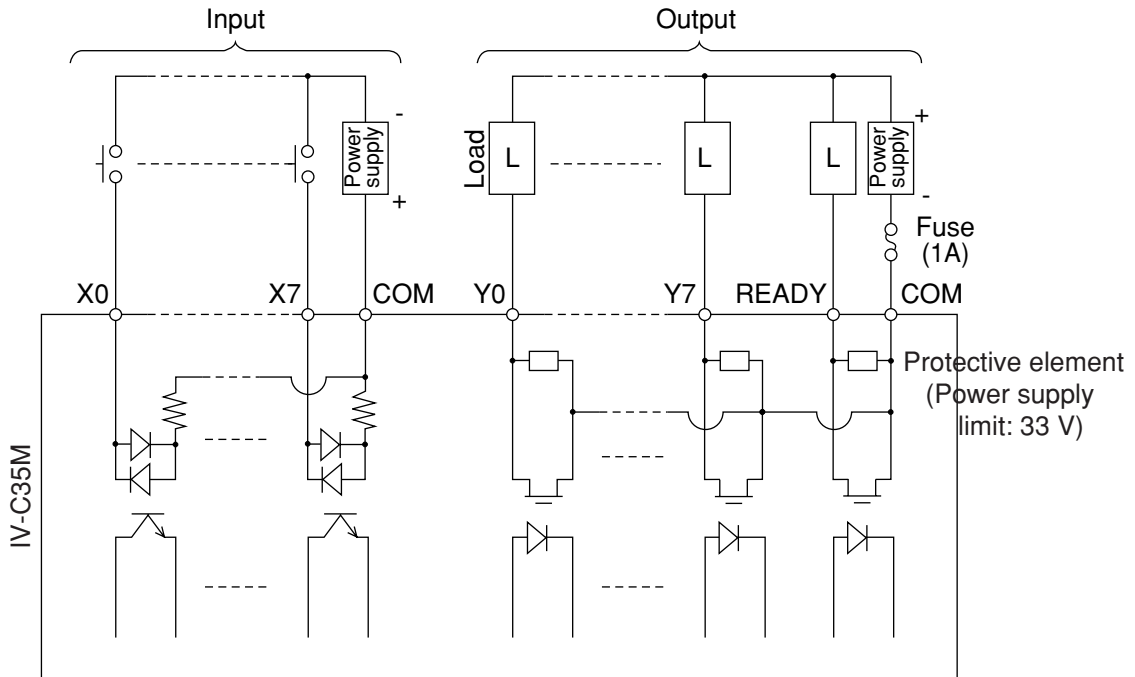 Input
Output
-
Power
supply
+
Load
L
L
L
+
Power
supply
-
Fuse
(1A)
X0
X7
COM
Y0
Y7
READY
COM
Protective element
(Power supply
limit: 33 V)
IV-C35M